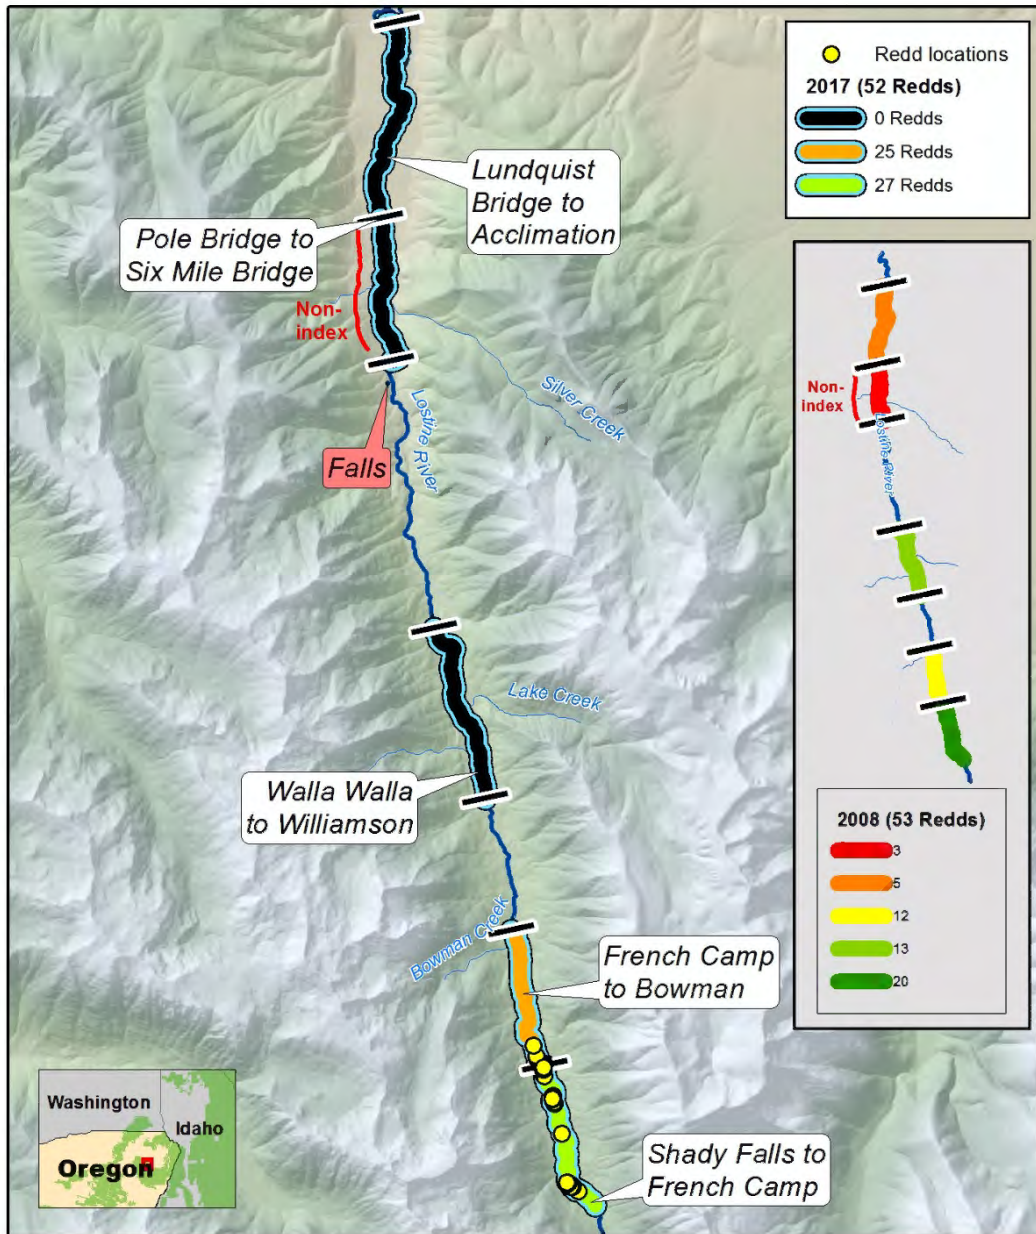 Redd locations
2017 (52 Redds)
0 Redds
25 Redds
27 Redds
Lundquist
Bridge to
Acclimation
Pole Bridge to
Six Mile Bridge
Non-
index
Silver Creek
Lostine
River
Falls
Lake Creek
Walla Walla
to Williamson
Bowman Creek
French Camp
to Bowman
Shady Falls to
French Camp
Non-
index
Lostine River
2008 (53 Redds)
3
5
12
13
20
Washington
Idaho
Oregon